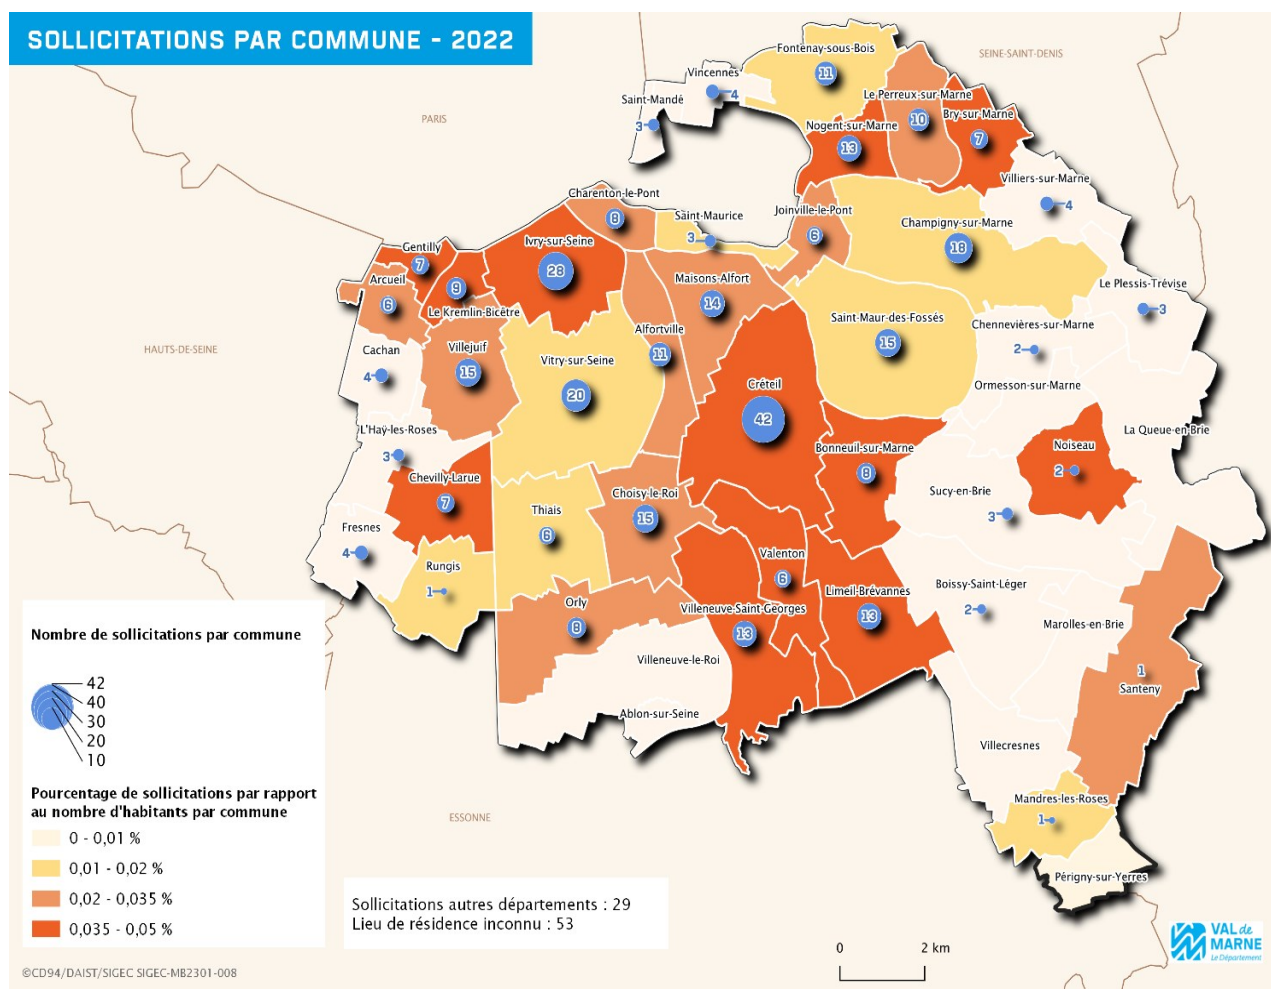 SOLLICITATIONS PAR COMMUNE - 2022
SEINE-SAINT-DENIS
PARIS
HAUTS-DE-SEINE
ESSONNE
Fontenay-sous-Bois
11
Vincennes
4
Saint-Mandé
3
Le Perreux-sur-Marne
10
Bry-sur-Marne
7
Nogent-sur-Marne
13
Villiers-sur-Marne
4
Charenton-le-Pont
8
Saint-Maurice
3
Joinville-le-Pont
6
Champigny-sur-Marne
18
Gentilly
7
Ivry-sur-Seine
28
Arcueil
6
9
Le Kremlin-Bicêtre
Maisons-Alfort
14
Le Plessis-Trévise
3
Saint-Maur-des-Fossés
15
Chennevières-sur-Marne
2
Alfortville
11
Cachan
4
Villejuif
15
Vitry-sur-Seine
20
Créteil
42
Ormesson-sur-Marne
L'Haÿ-les-Roses
3
La Queue-en-Brie
Noiseau
2
Bonneuil-sur-Marne
8
Chevilly-Larue
7
Choisy-le-Roi
15
Sucy-en-Brie
3
Thiais
6
Fresnes
4
Valenton
6
Rungis
1
Boissy-Saint-Léger
2
Limeil-Brévannes
13
Orly
8
Villeneuve-Saint-Georges
13
Marolles-en-Brie
Villeneuve-le-Roi
1
Santeny
Ablon-sur-Seine
Villecresnes
Mandres-les-Roses
1
Périgny-sur-Yerres
Nombre de sollicitations par commune
42
40
30
20
10
Pourcentage de sollicitations par rapport
au nombre d'habitants par commune
0 - 0,01 %
0,01 - 0,02 %
0,02 - 0,035 %
0,035 - 0,05 %
Sollicitations autres départements : 29
Lieu de résidence inconnu : 53
0 2 km
VAL de
MARNE
Le Département
©CD94/DAIST/SIGEC SIGEC-MB2301-008